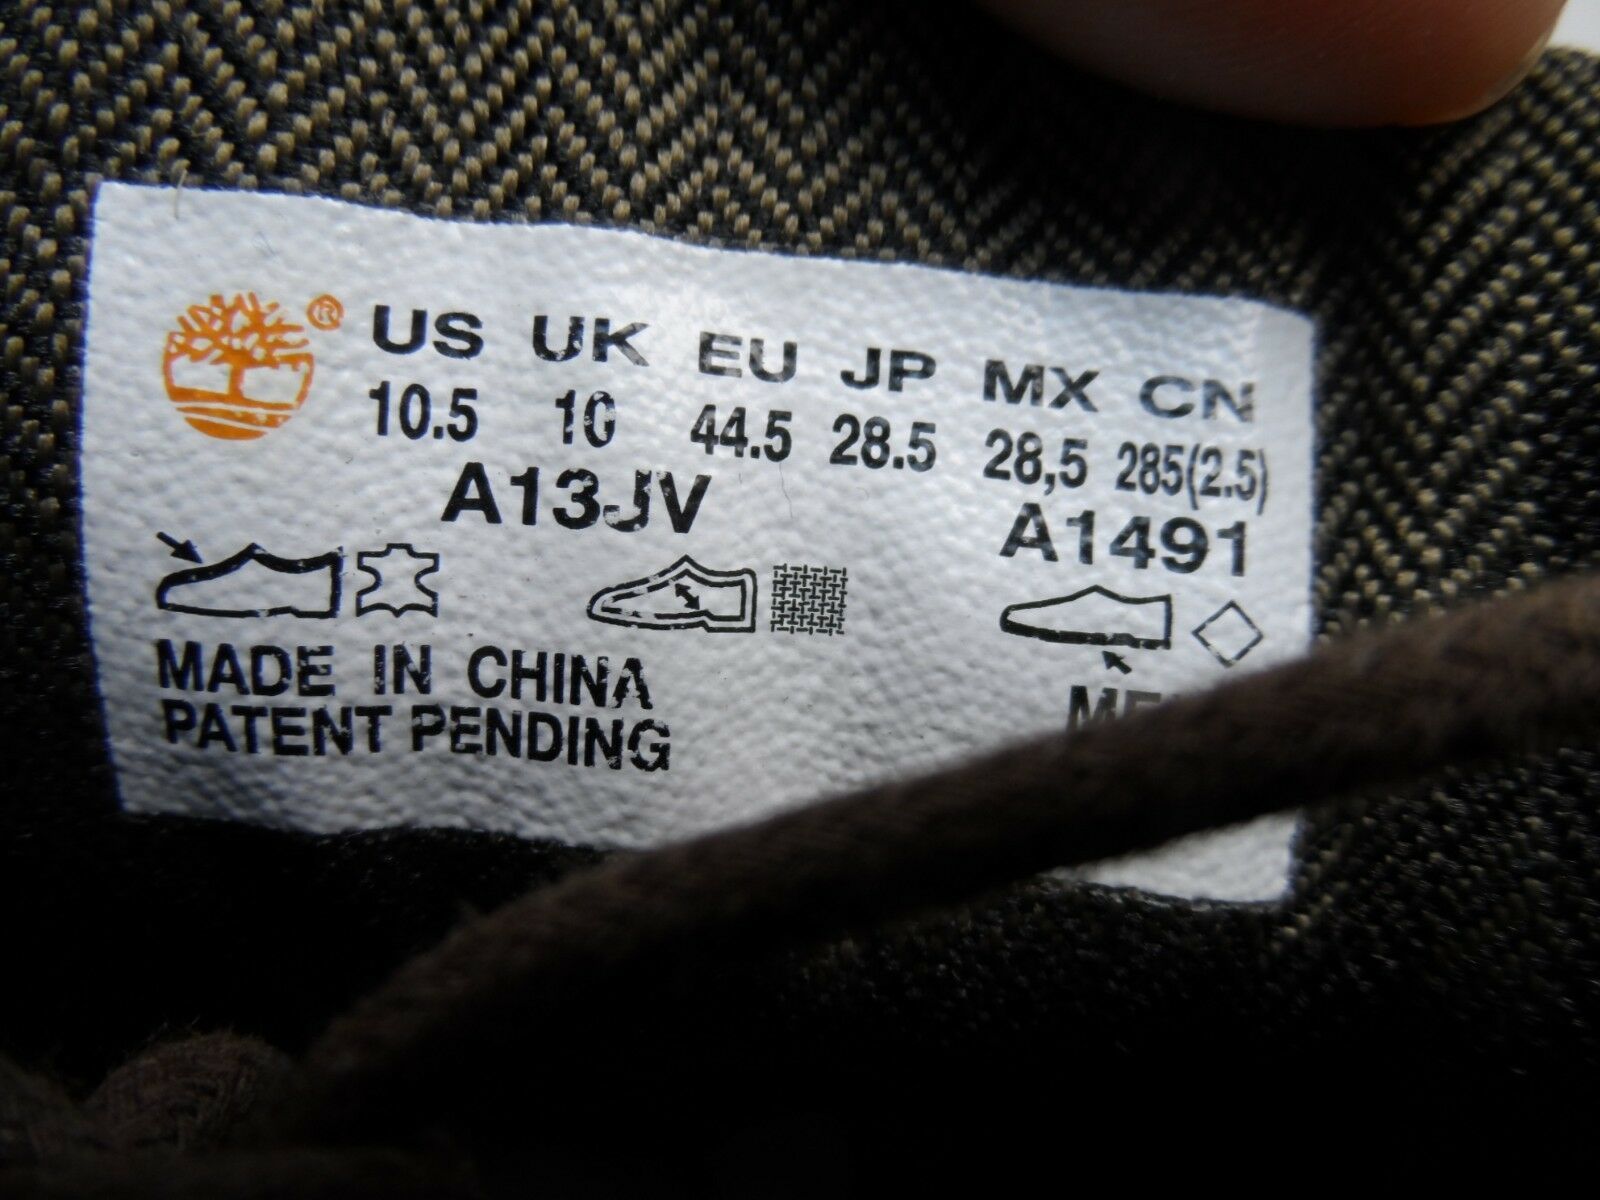 ® US UK EU JP MX CN
10.5 10 44.5 28.5 28,5 285(2.5)
A13JV A1491
MADE IN CHINA
PATENT PENDING